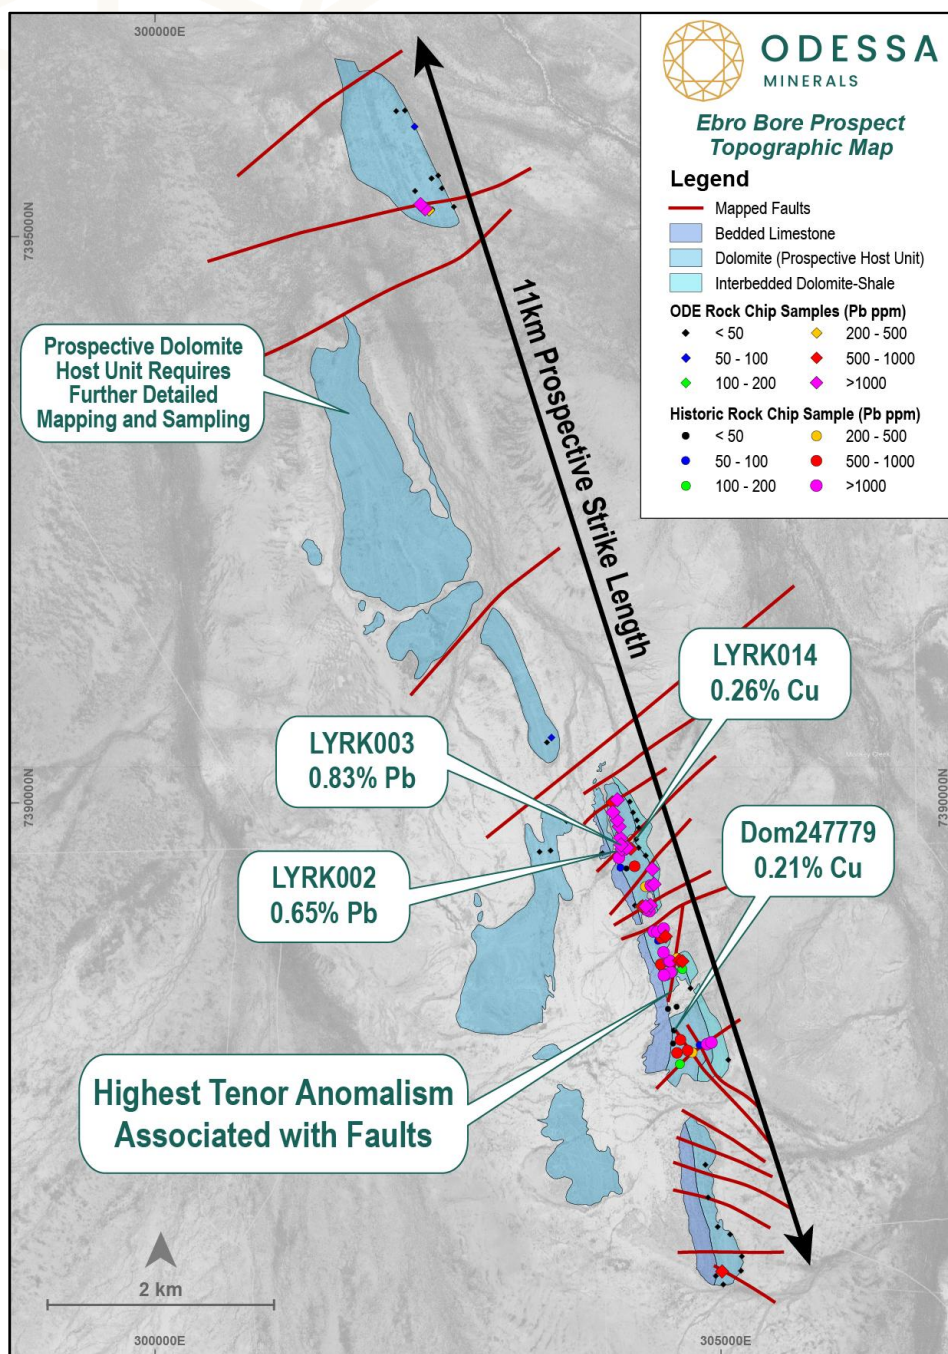 300000E
ODESSA
MINERALS
Ebro Bore Prospect
Topographic Map
Legend
Mapped Faults
Bedded Limestone
Dolomite (Prospective Host Unit)
Interbedded Dolomite-Shale
ODE Rock Chip Samples (Pb ppm)
< 50
200 - 500
50 - 100
500 - 1000
100 - 200
>1000
Historic Rock Chip Sample (Pb ppm)
< 50
200 - 500
50 - 100
500 - 1000
100 - 200
>1000
7395000N
11km Prospective Strike Length
Prospective Dolomite
Host Unit Requires
Further Detailed
Mapping and Sampling
LYRK014
0.26% Cu
LYRK003
0.83% Pb
7390000N
7390000N
Dom247779
0.21% Cu
LYRK002
0.65% Pb
Highest Tenor Anomalism
Associated with Faults
2 km
300000E
305000E